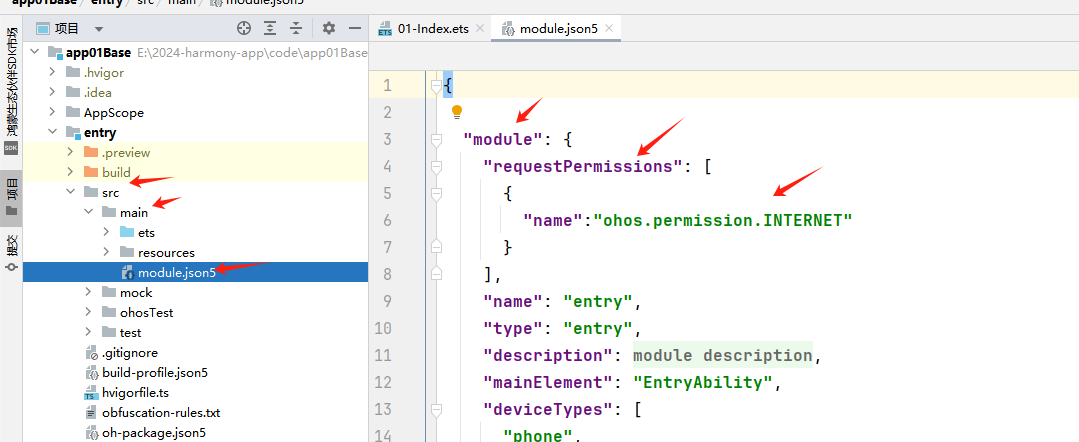 app01Base / entry / src / main / module.json5
项目
01-Index.ets
module.json5
鸿蒙生态伙伴SDK市场
SDK
项目
提交
app01Base E:\2024-harmony-app\code\app01Base
.hvigor
.idea
AppScope
entry
.preview
build
src
main
ets
resources
module.json5
mock
ohosTest
test
.gitignore
build-profile.json5
hvigorfile.ts
obfuscation-rules.txt
oh-package.json5
1 {
2
3 "module": {
4 "requestPermissions": [
5 {
6 "name":"ohos.permission.INTERNET"
7 }
8 ],
9 "name": "entry",
10 "type": "entry",
11 "description": module description,
12 "mainElement": "EntryAbility",
13 "deviceTypes": [
14 "phone",